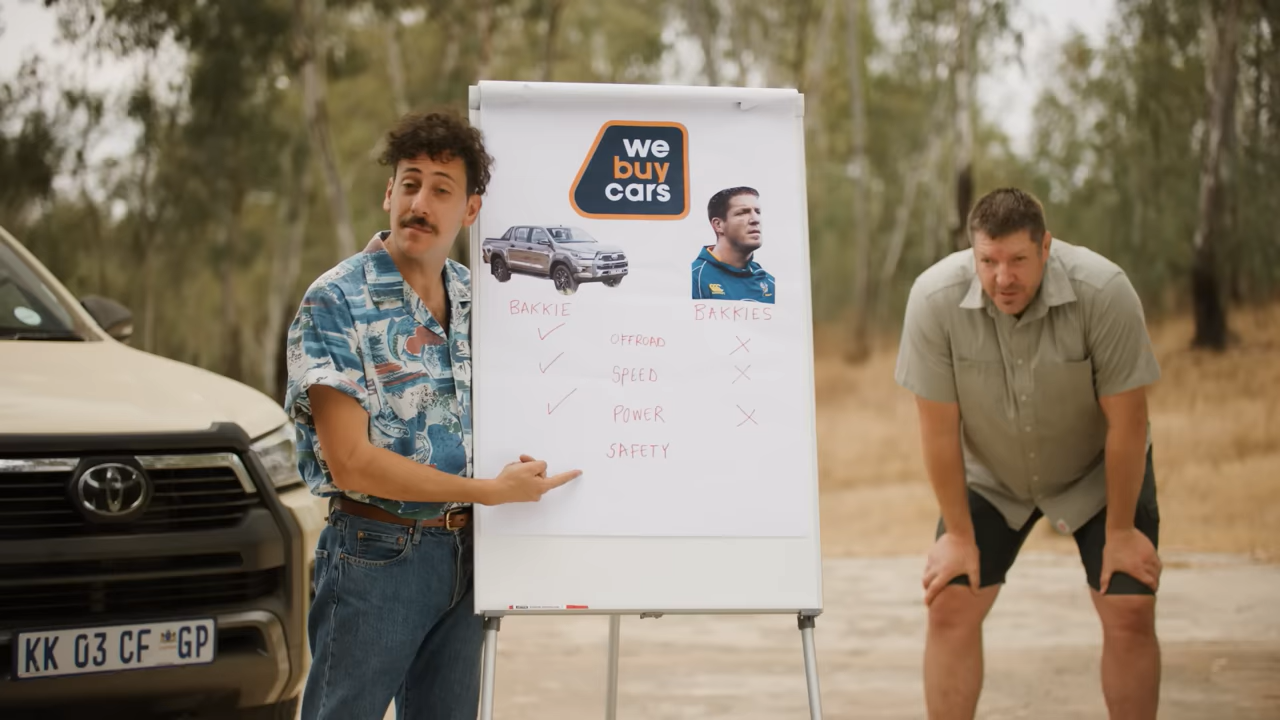 we
buy
cars
BAKKIE
BAKKIES
OFFROAD
SPEED
POWER
SAFETY
KK 03 CF GP